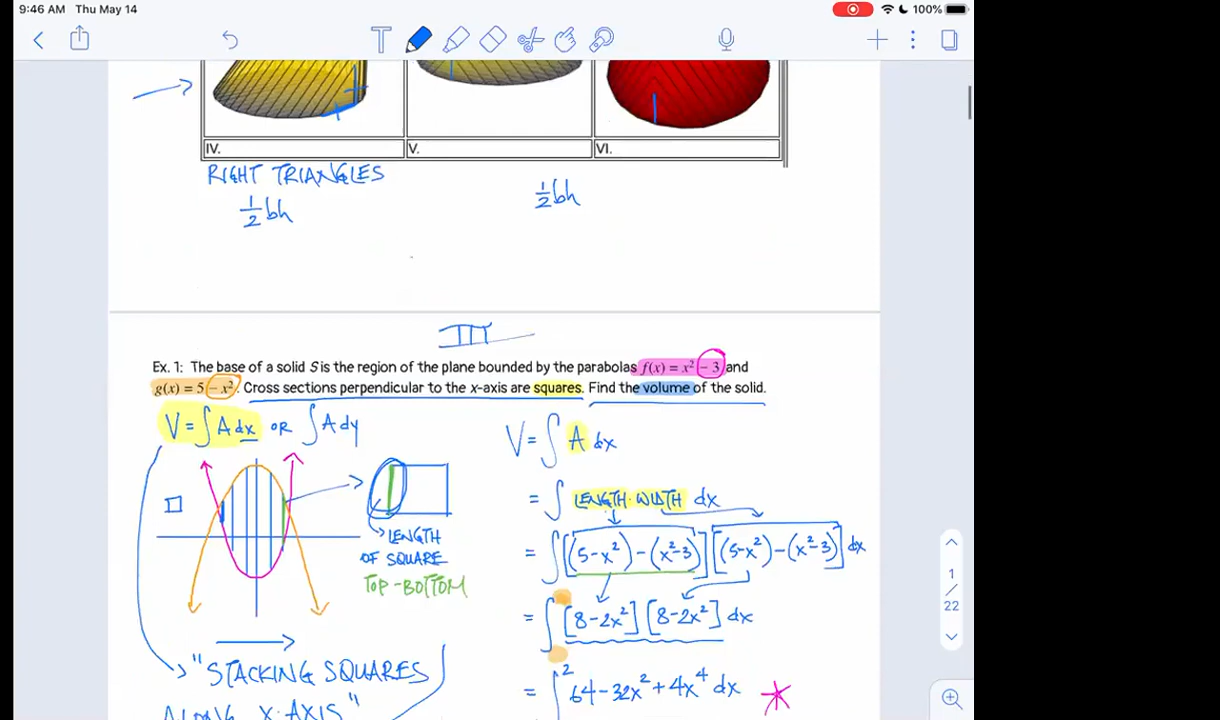 9:46 AM Thu May 14
100%
T
IV.
V.
VI.
RIGHT TRIANGLES
½bh
½bh
III
Ex. 1: The base of a solid S is the region of the plane bounded by the parabolas f(x) = x² − 3 and
g(x) = 5 − x². Cross sections perpendicular to the x-axis are squares. Find the volume of the solid.
V = ∫ A dx OR ∫ A dy
LENGTH
OF SQUARE
TOP - BOTTOM
"STACKING SQUARES
ALONG X-AXIS"
V = ∫ A dx
= ∫ LENGTH · WIDTH dx
= ∫ [(5-x²) - (x²-3)] [(5-x²) - (x²-3)] dx
= ∫ [8-2x²] [8-2x²] dx
= ∫² 64 - 32x² + 4x⁴ dx
1
/
22